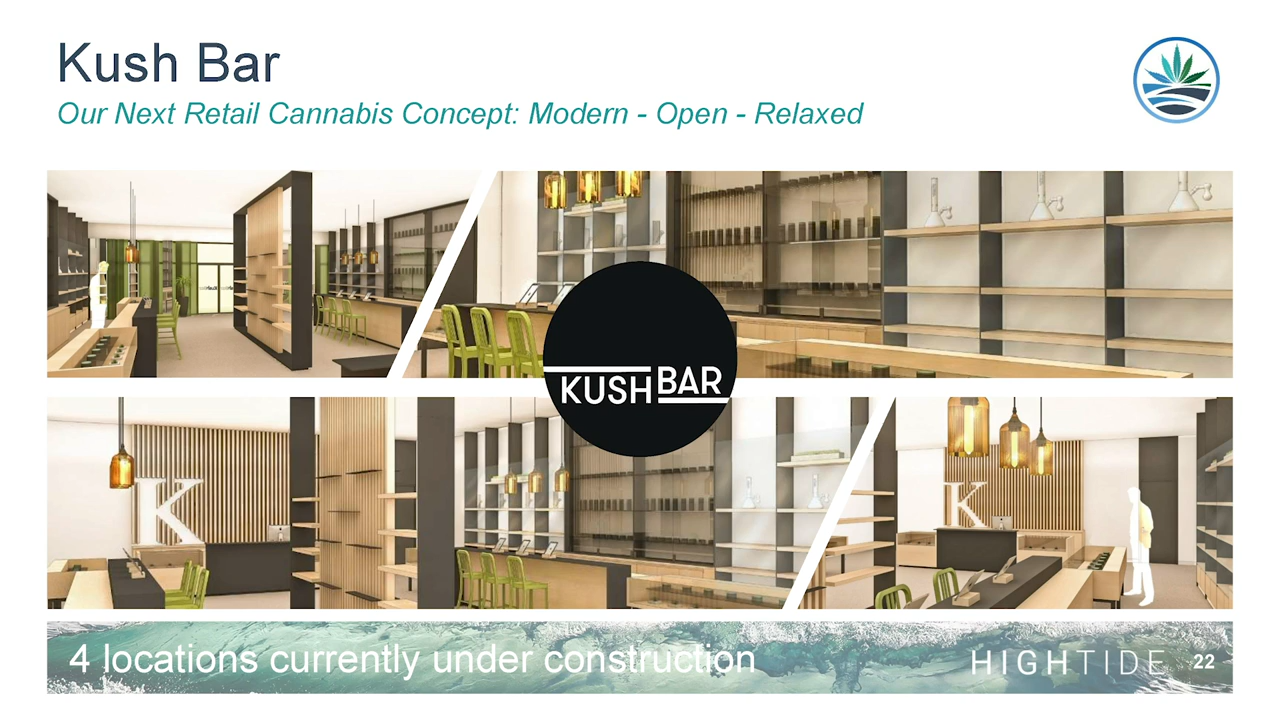 Kush Bar
Our Next Retail Cannabis Concept: Modern - Open - Relaxed
KUSH BAR
K
K
4 locations currently under construction
HIGHTIDE 22